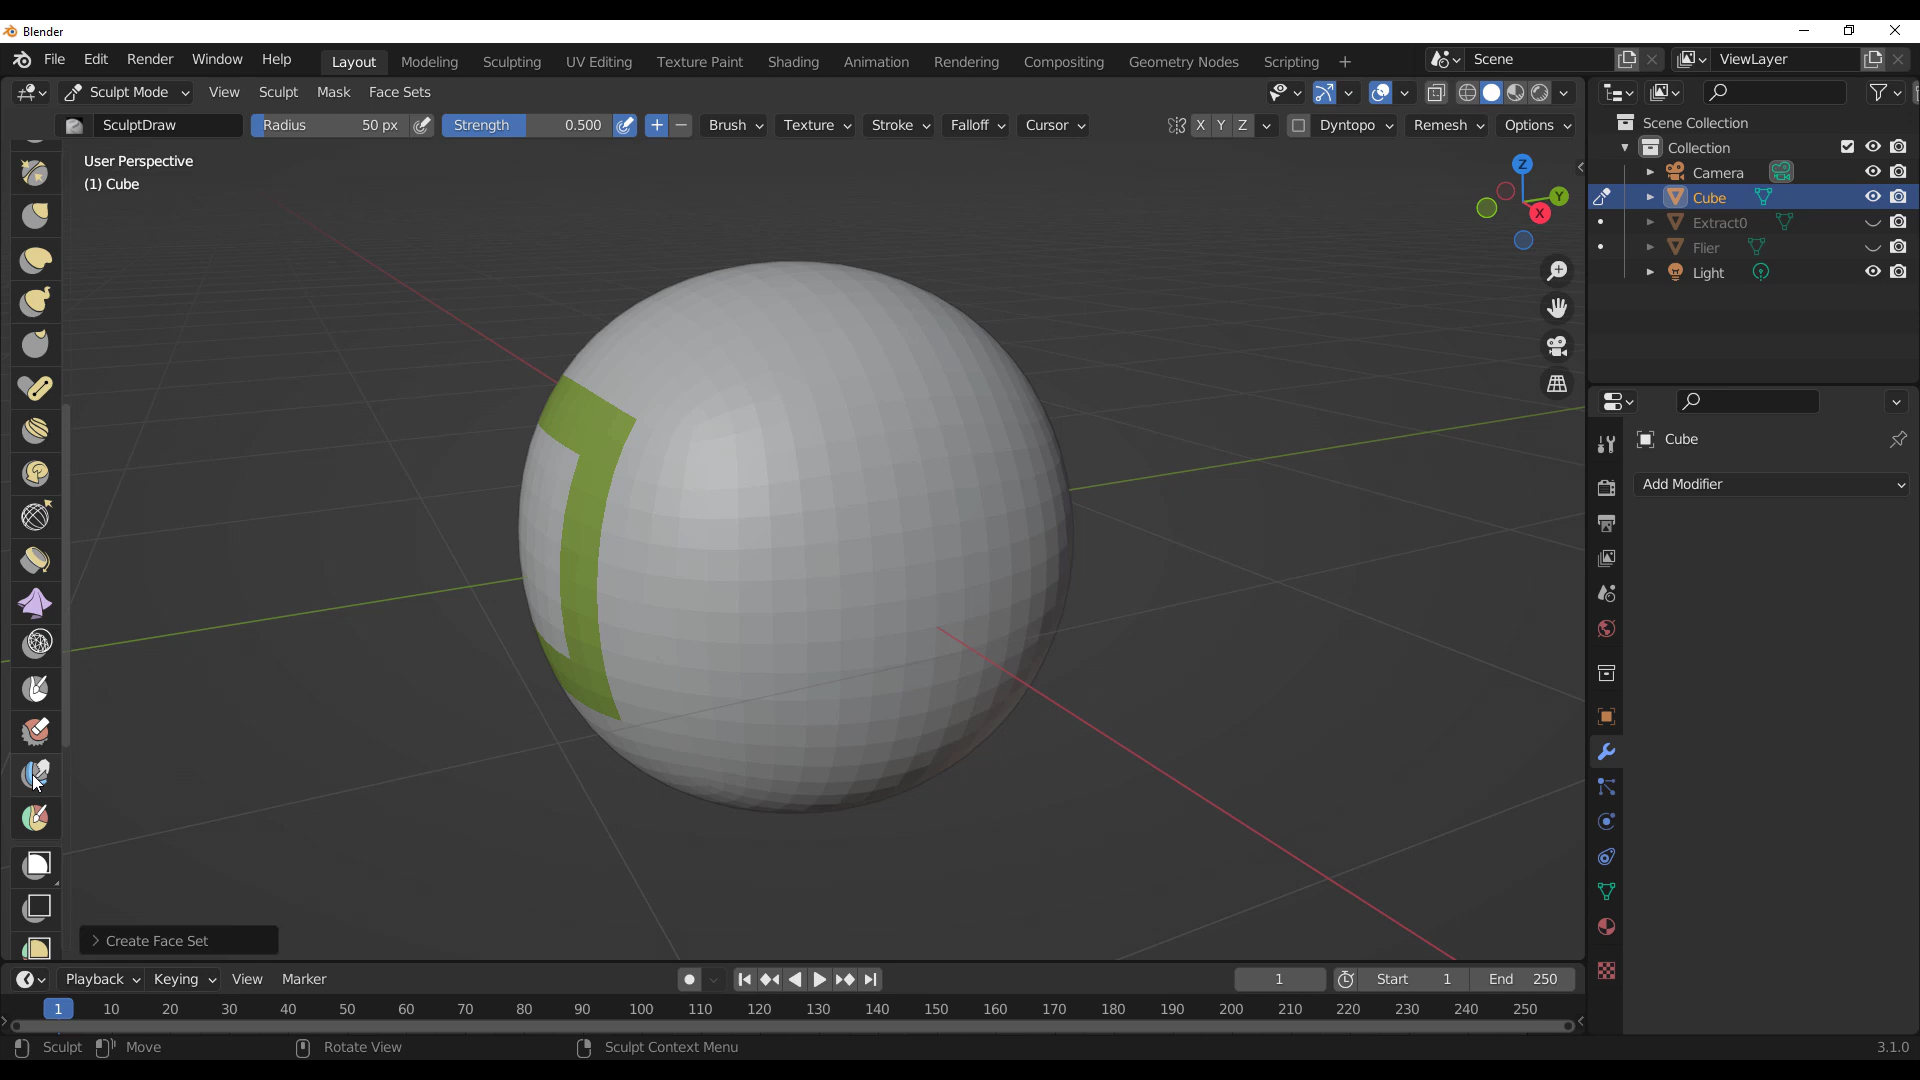 Blender
File Edit Render Window Help Layout Modeling Sculpting UV Editing Texture Paint Shading Animation Rendering Compositing Geometry Nodes Scripting + Scene ViewLayer
Sculpt Mode View Sculpt Mask Face Sets
SculptDraw Radius 50 px Strength 0.500 + − Brush Texture Stroke Falloff Cursor X Y Z Dyntopo Remesh Options
User Perspective
(1) Cube
Z
Y
X
Scene Collection
Collection
Camera
Cube
Extract0
Flier
Light
Cube
Add Modifier
> Create Face Set
Playback Keying View Marker 1 Start 1 End 250
1 10 20 30 40 50 60 70 80 90 100 110 120 130 140 150 160 170 180 190 200 210 220 230 240 250
Sculpt Move Rotate View Sculpt Context Menu 3.1.0